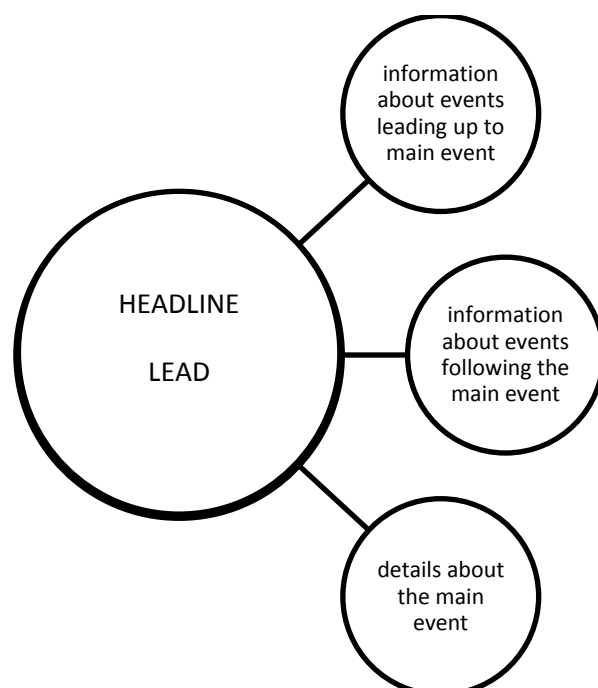 information
about events
leading up to
main event
HEADLINE
LEAD
information
about events
following the
main event
details about
the main
event